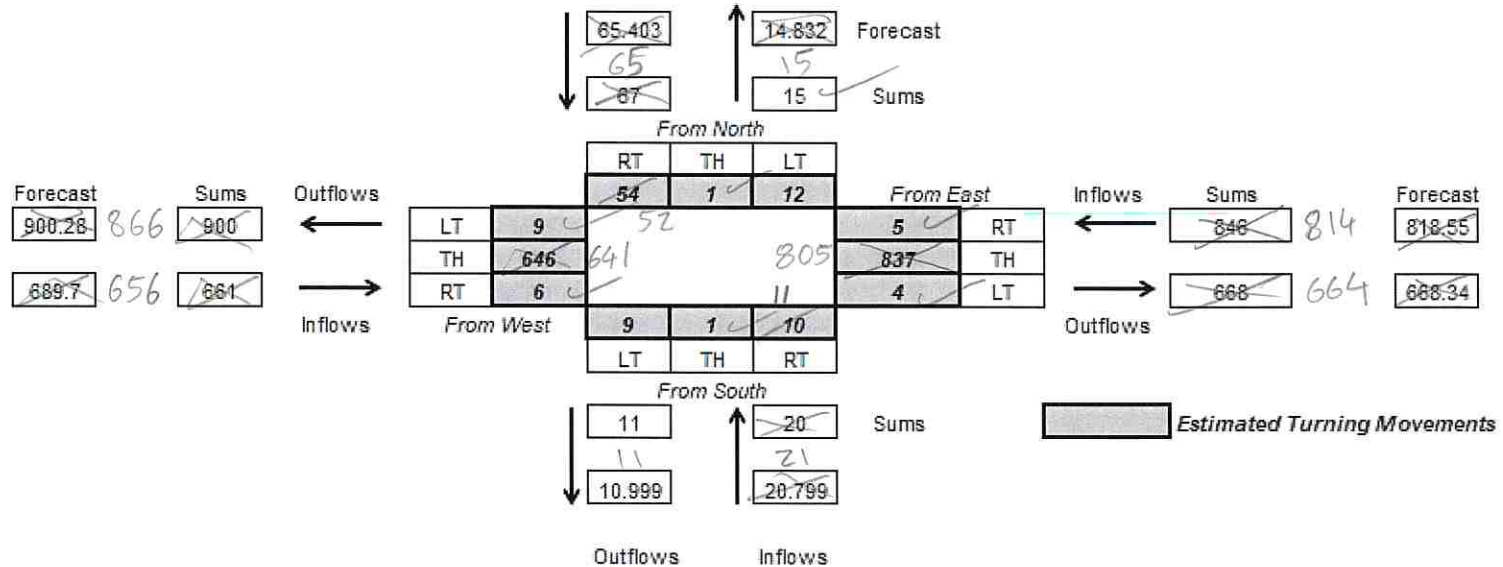 65.403 14.832 Forecast
65 15
67 15 Sums
From North
RT TH LT
Forecast Sums Outflows 54 1 12 From East Inflows Sums Forecast
900.28 866 900 LT 9 52 5 RT 846 814 818.55
TH 646 641 805 837 TH
689.7 656 661 RT 6 11 4 LT 668 664 668.34
Inflows From West 9 1 10 Outflows
LT TH RT
From South
11 20 Sums Estimated Turning Movements
11 21
10.999 20.799
Outflows Inflows